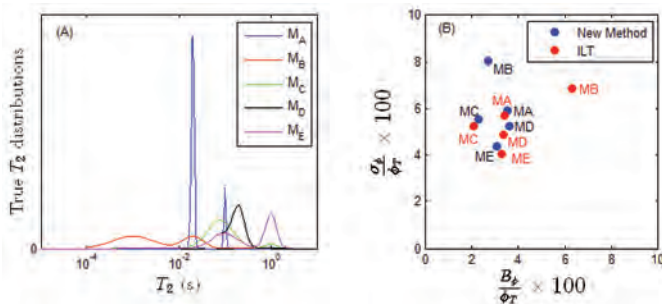 (A)
M_A
M_B
M_C
M_D
M_E
True T_2 distributions
0
10^-4
10^-2
10^0
T_2 (s)
(B)
New Method
ILT
MB
MB
MA
MC
MA
MC
MD
MD
ME
ME
10
8
6
4
2
0
0 2 4 6 8 10
σ_ϕ/ϕ_T × 100
B_ϕ/ϕ_T × 100